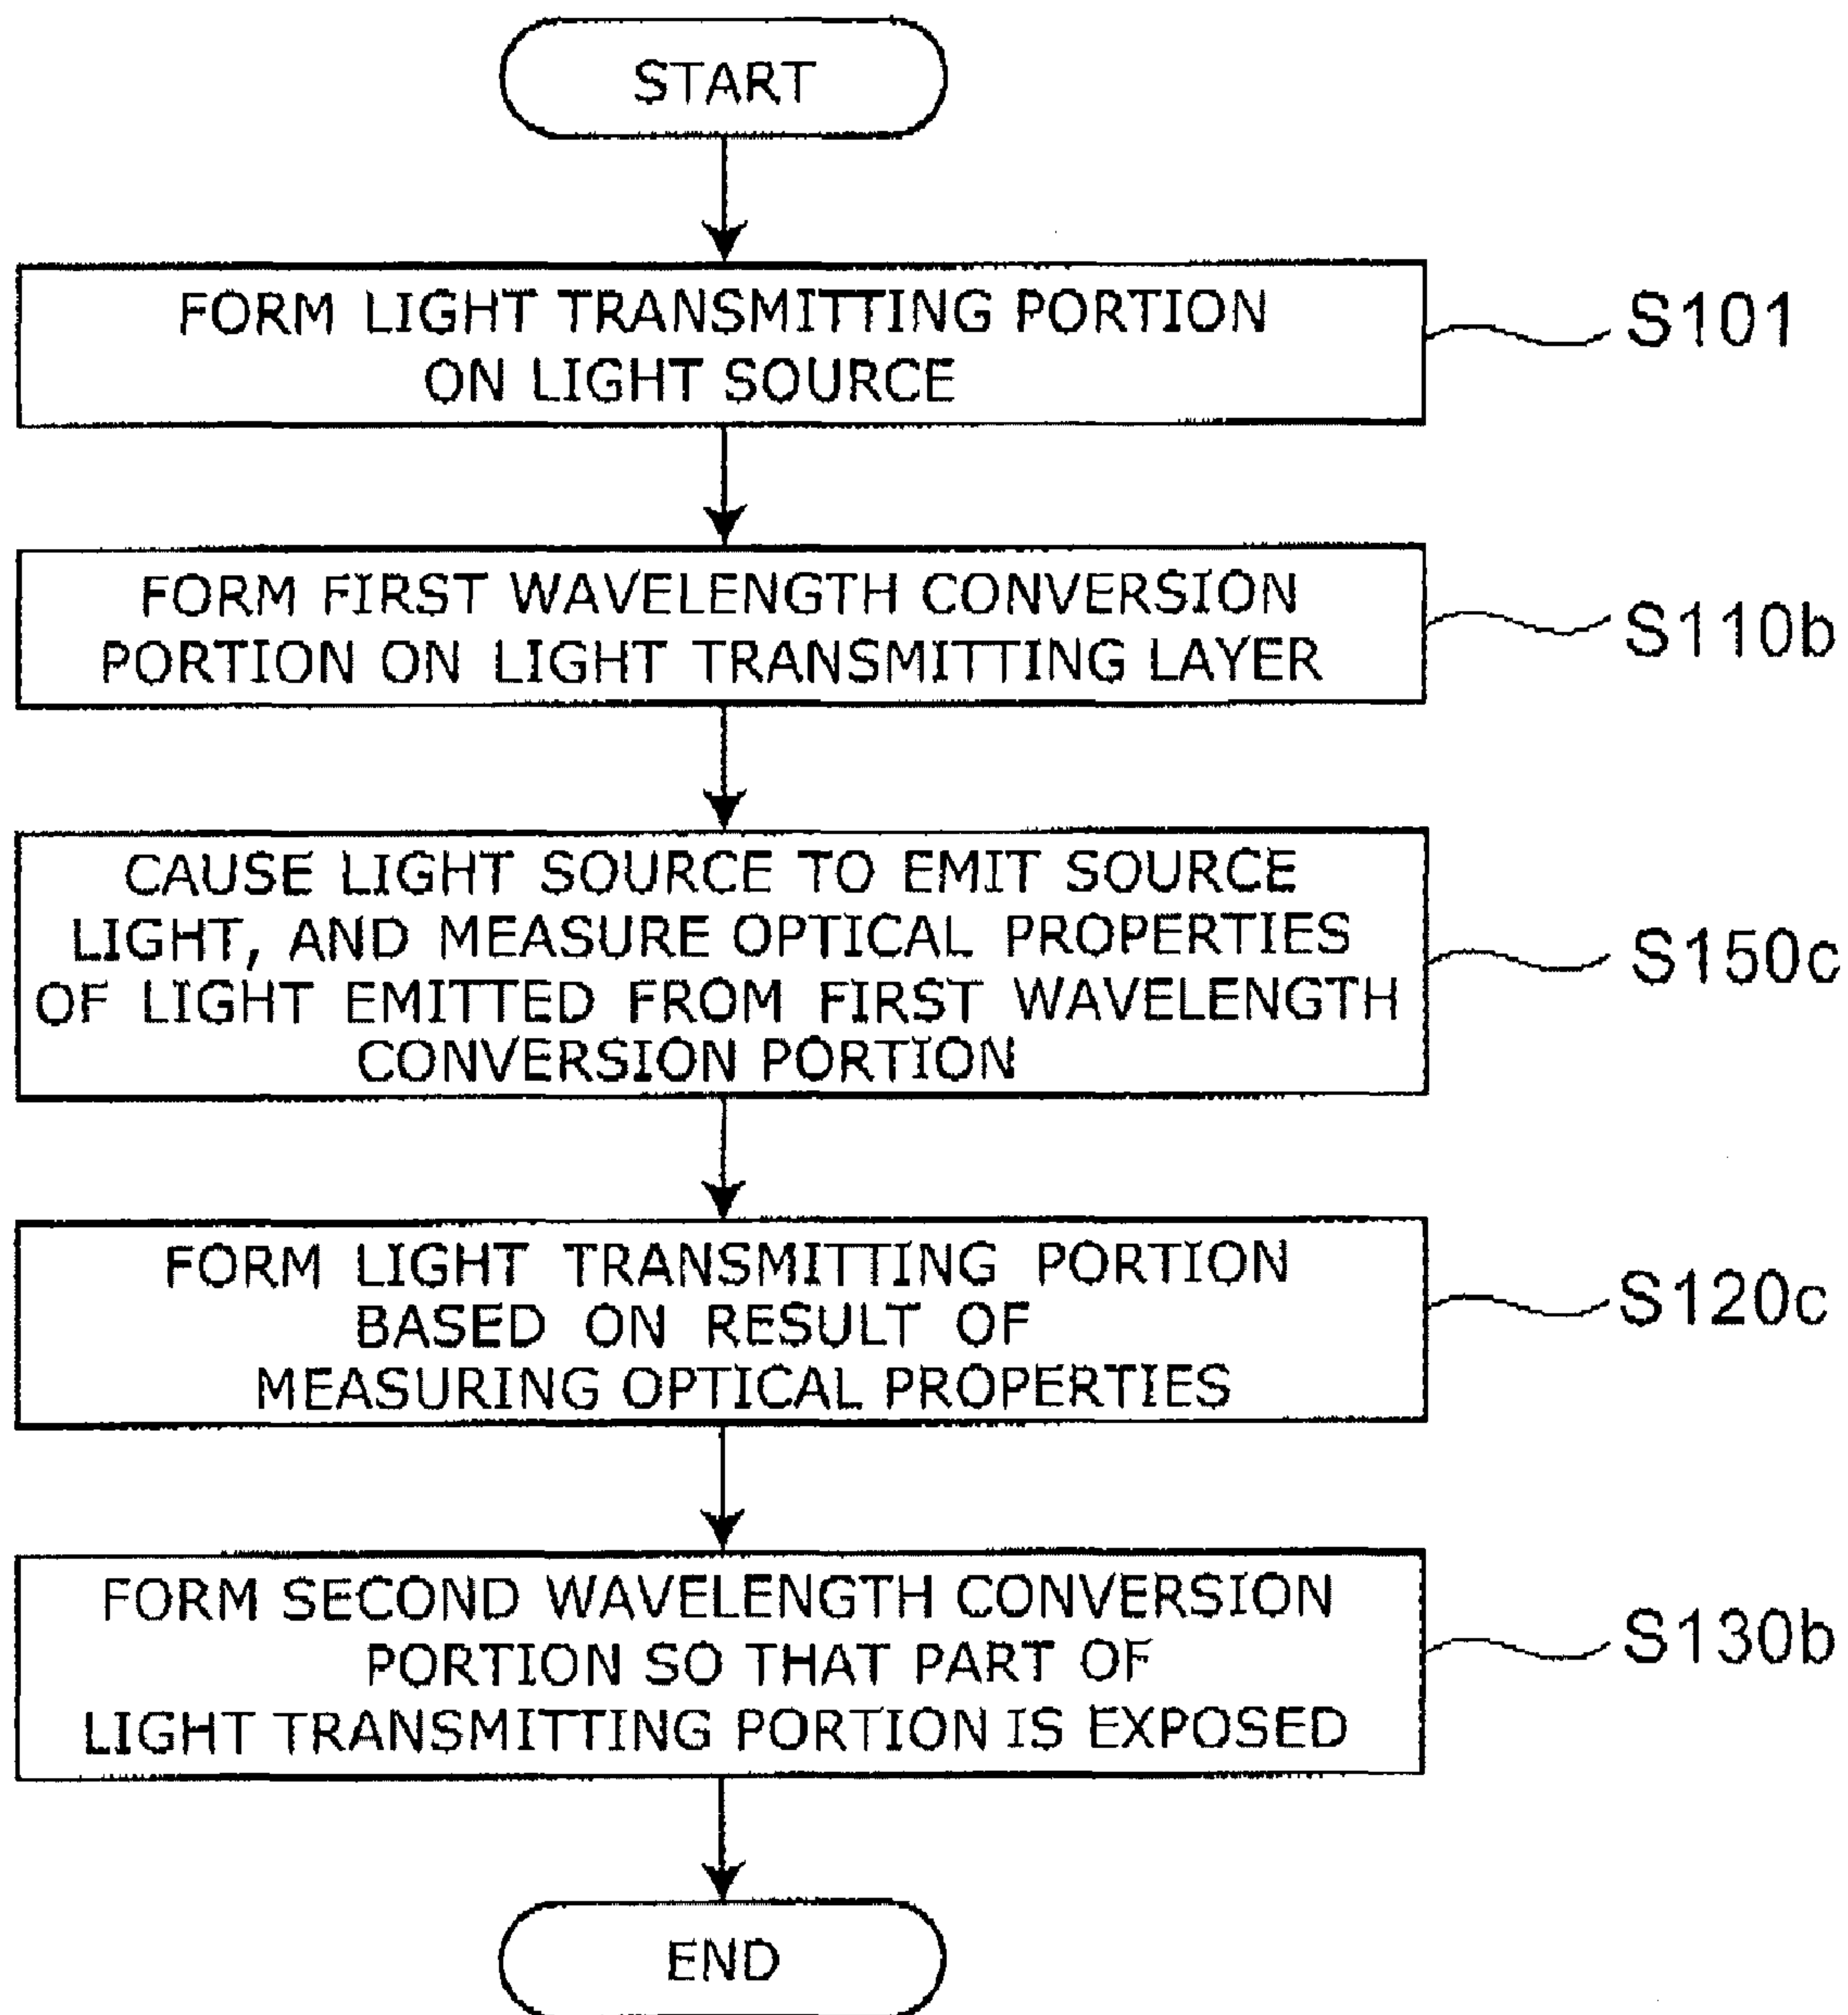 START
FORM LIGHT TRANSMITTING PORTION
ON LIGHT SOURCE
S101
FORM FIRST WAVELENGTH CONVERSION
PORTION ON LIGHT TRANSMITTING LAYER
S110b
CAUSE LIGHT SOURCE TO EMIT SOURCE
LIGHT, AND MEASURE OPTICAL PROPERTIES
OF LIGHT EMITTED FROM FIRST WAVELENGTH
CONVERSION PORTION
S150c
FORM LIGHT TRANSMITTING PORTION
BASED ON RESULT OF
MEASURING OPTICAL PROPERTIES
S120c
FORM SECOND WAVELENGTH CONVERSION
PORTION SO THAT PART OF
LIGHT TRANSMITTING PORTION IS EXPOSED
S130b
END